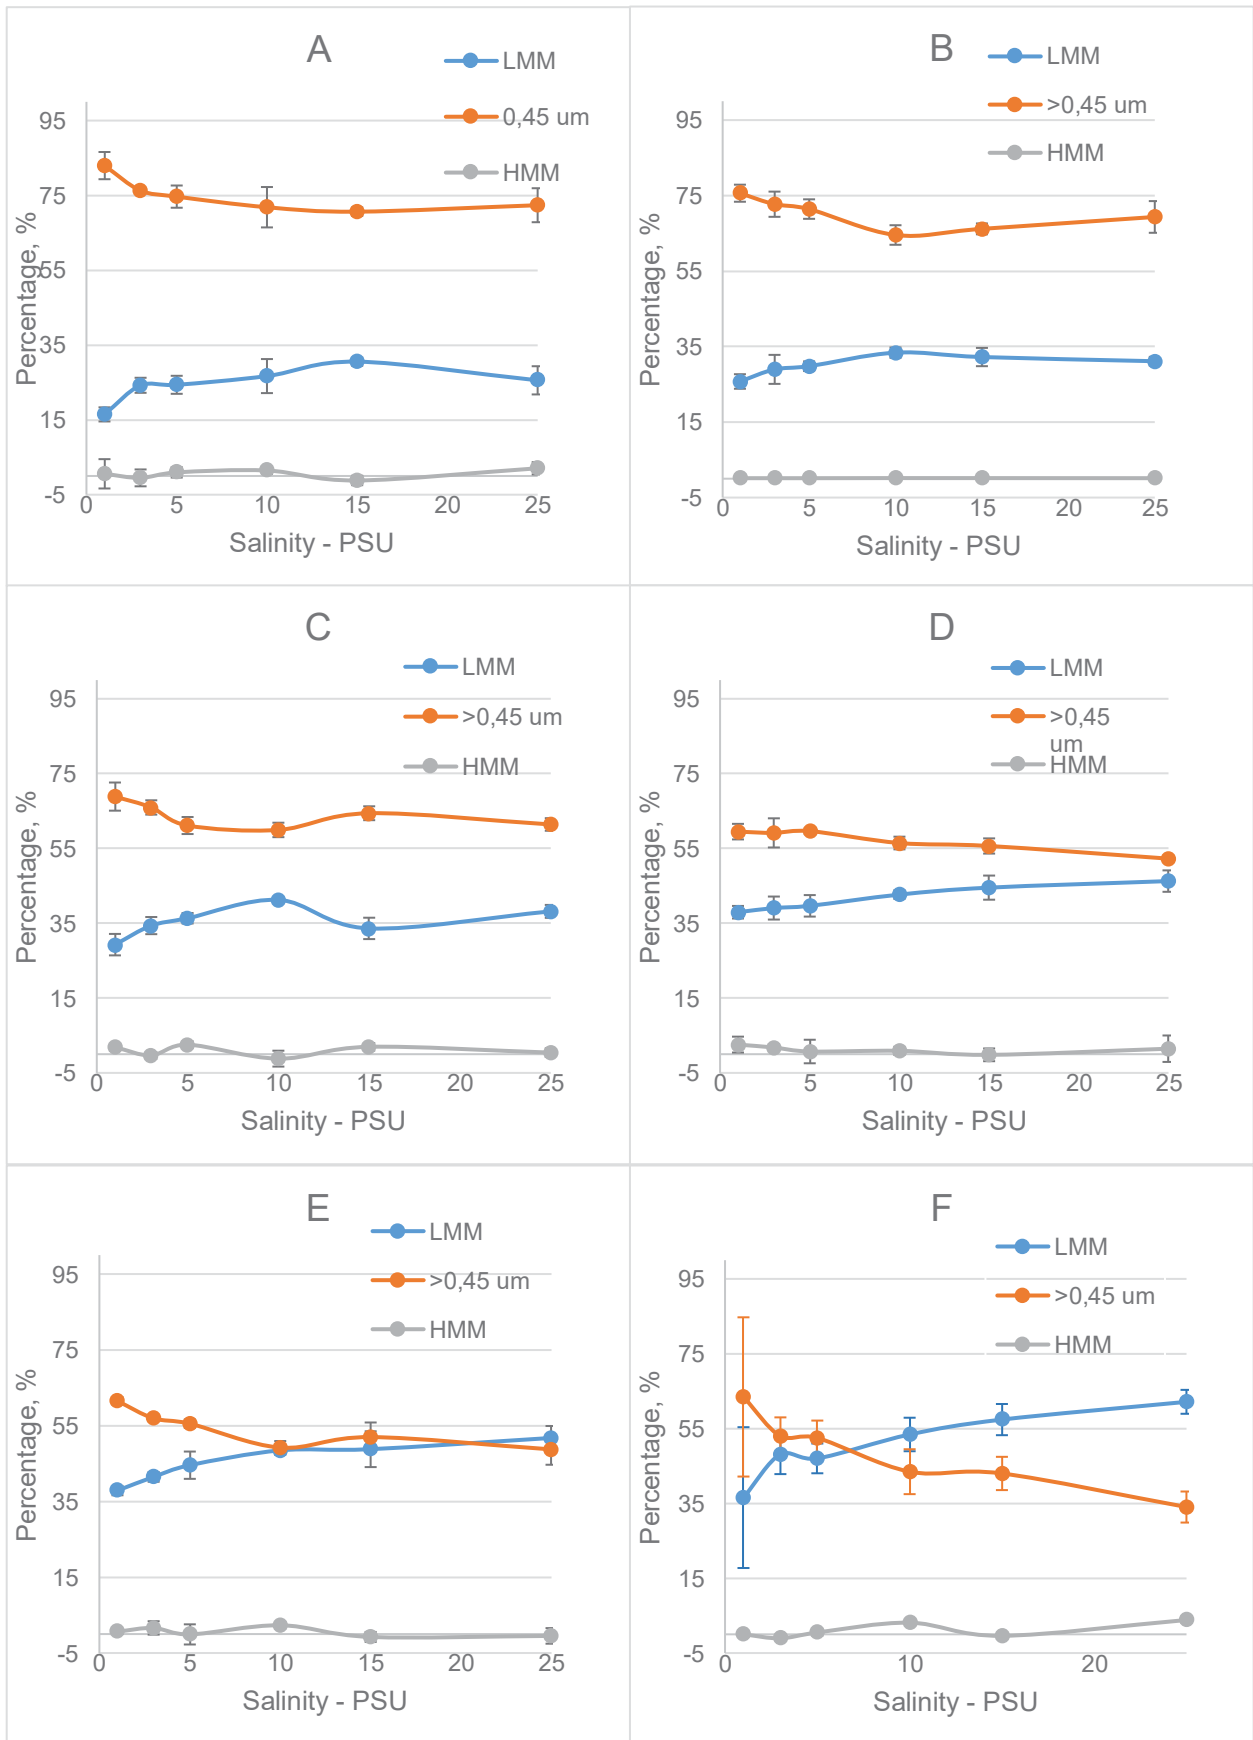 A
LMM
0,45 um
HMM
95
75
55
35
15
-5
0 5 10 15 20 25
Percentage, %
Salinity - PSU
B
LMM
>0,45 um
HMM
95
75
55
35
15
-5
0 5 10 15 20 25
Percentage, %
Salinity - PSU
C
LMM
>0,45 um
HMM
95
75
55
35
15
-5
0 5 10 15 20 25
Percentage, %
Salinity - PSU
D
LMM
>0,45
um
HMM
95
75
55
35
15
-5
0 5 10 15 20 25
Percentage, %
Salinity - PSU
E
LMM
>0,45 um
HMM
95
75
55
35
15
-5
0 5 10 15 20 25
Percentage, %
Salinity - PSU
F
LMM
>0,45 um
HMM
95
75
55
35
15
-5
0 10 20
Percentage, %
Salinity - PSU